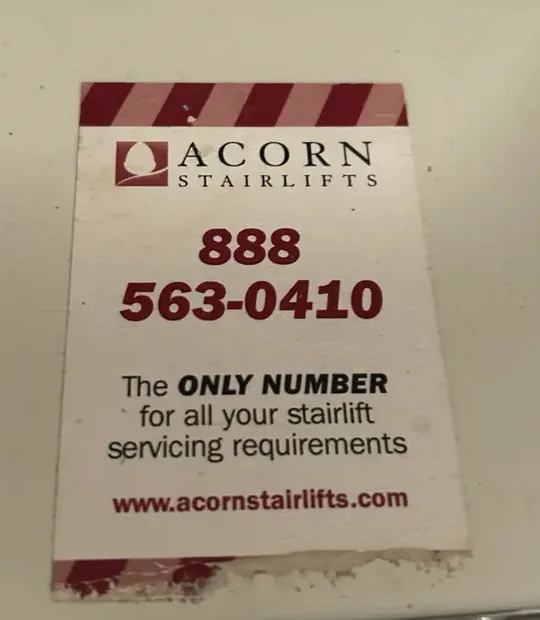 ACORN
STAIRLIFTS
888
563-0410
The ONLY NUMBER
for all your stairlift
servicing requirements
www.acornstairlifts.com